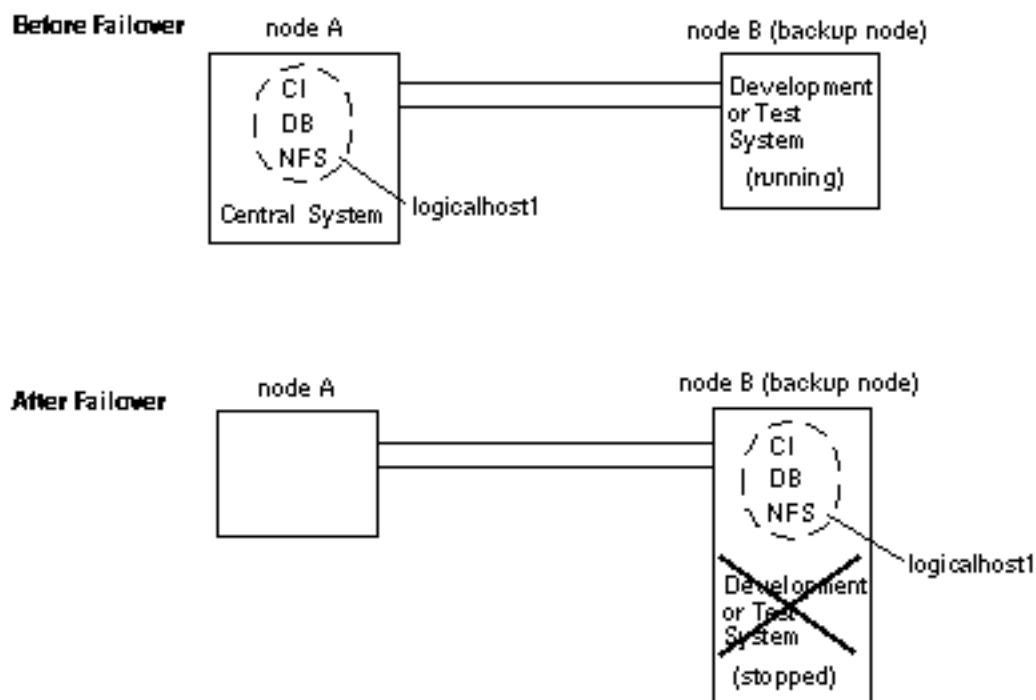 Before Failover
node A
node B (backup node)
CI
DB
NFS
Central System
logicalhost1
Development
or Test
System
(running)
After Failover
node A
node B (backup node)
CI
DB
NFS
logicalhost1
Development
or Test
System
(stopped)